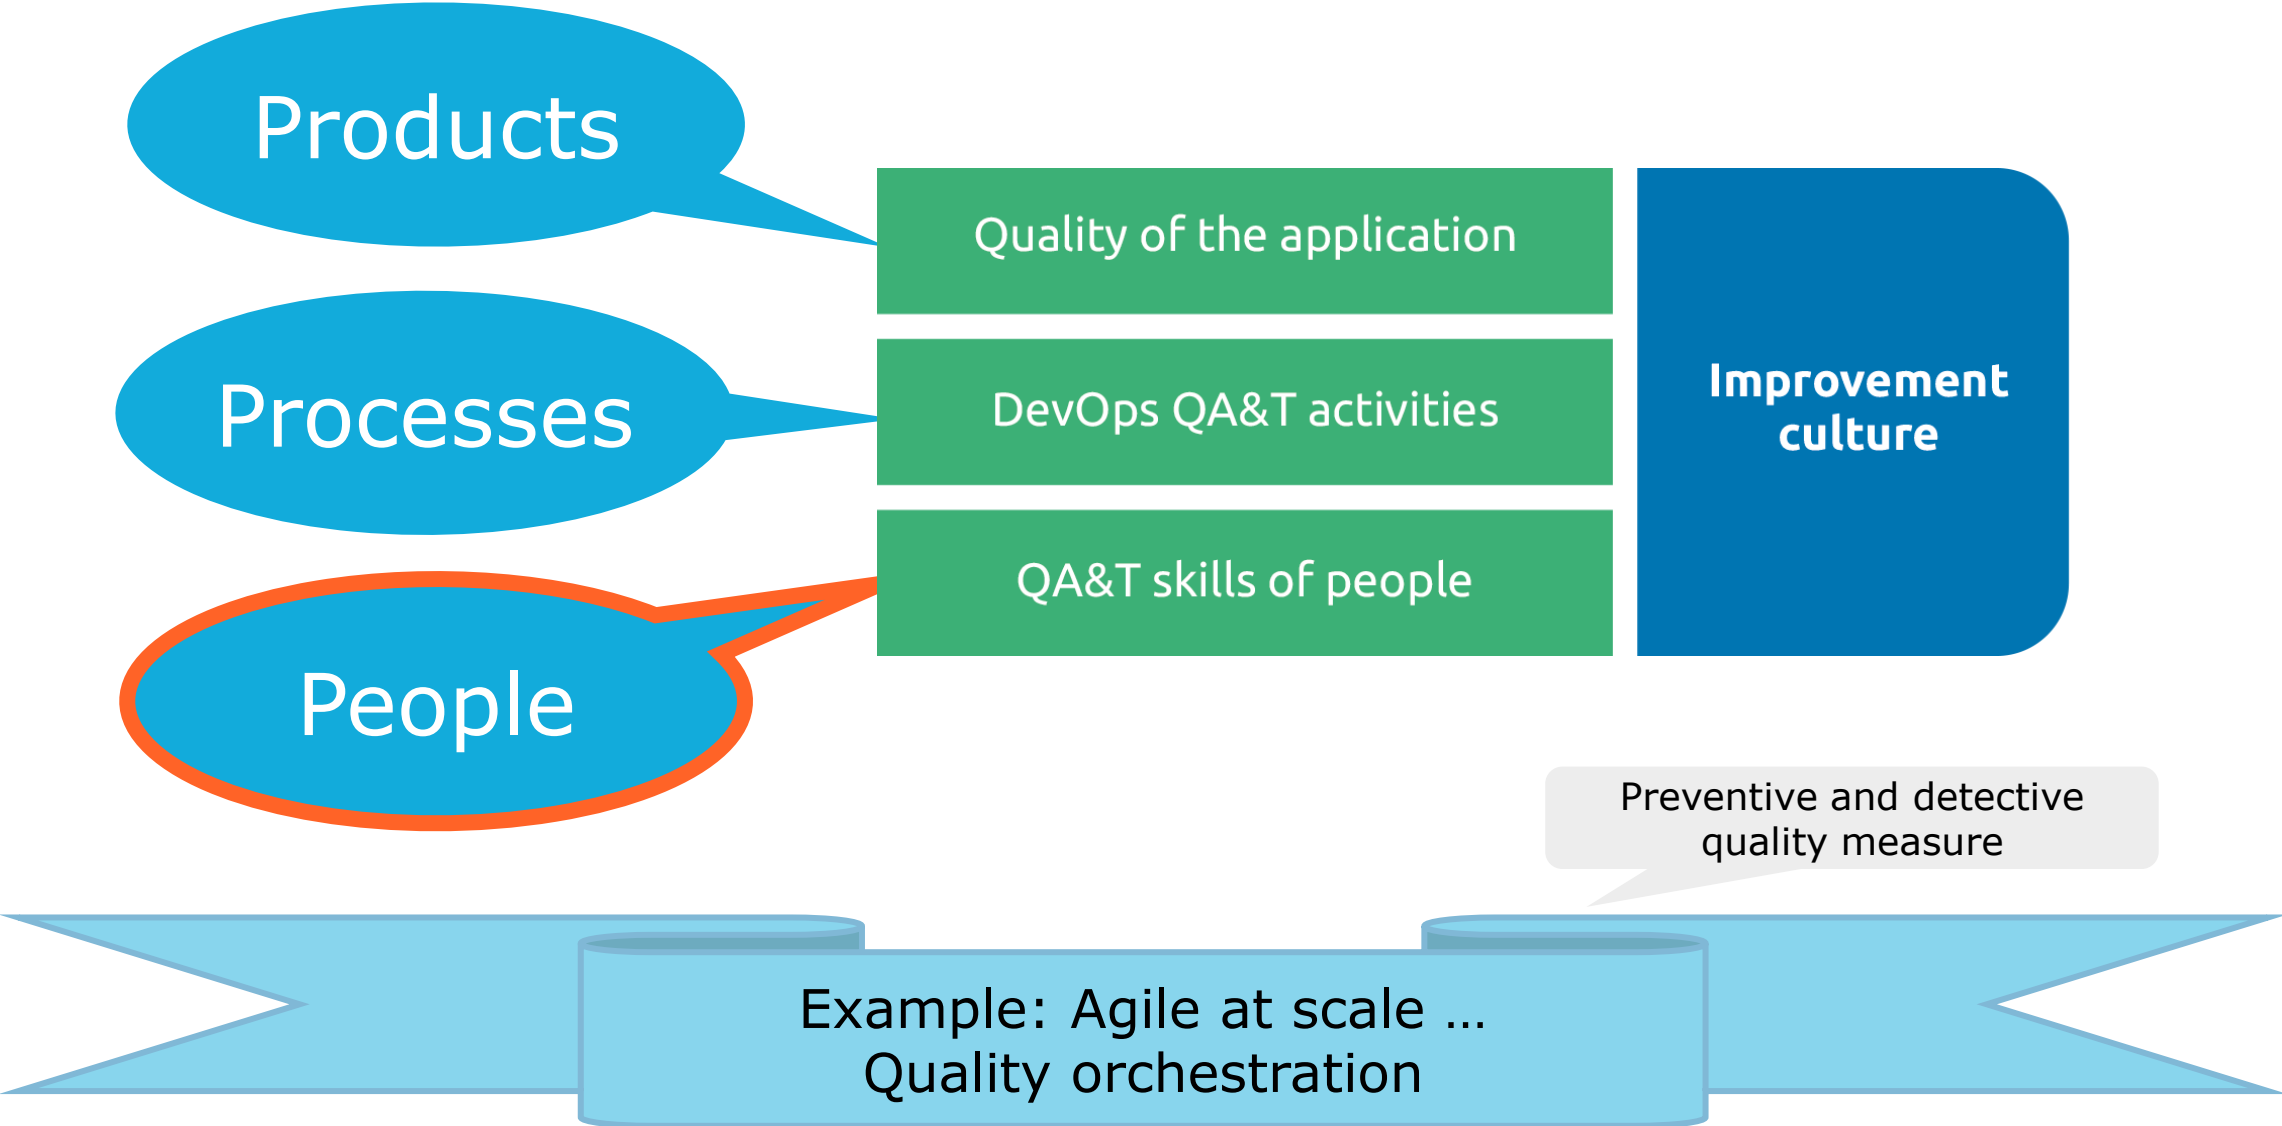 Products
Quality of the application
Processes
DevOps QA&T activities
Improvement
culture
People
QA&T skills of people
Preventive and detective
quality measure
Example: Agile at scale …
Quality orchestration